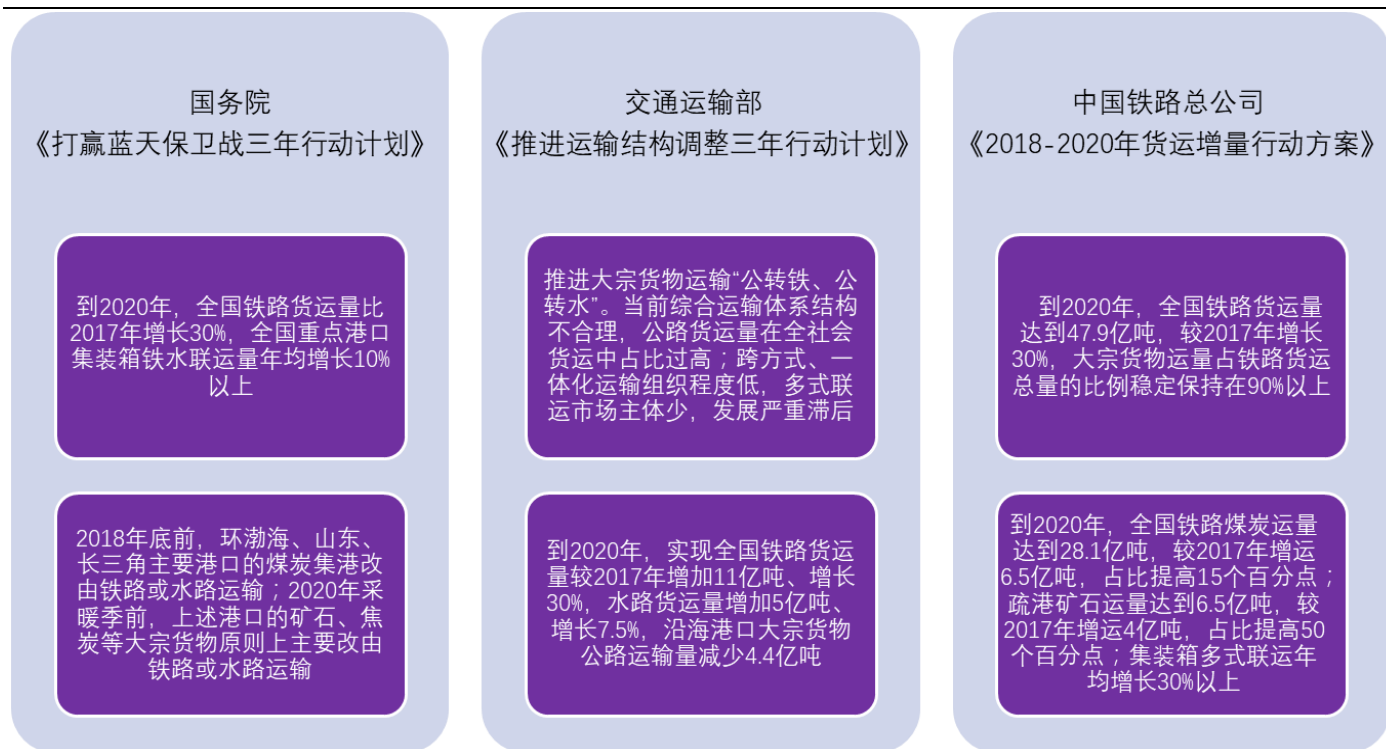 国务院
《打赢蓝天保卫战三年行动计划》
到2020年，全国铁路货运量比
2017年增长30%，全国重点港口
集装箱铁水联运量年均增长10%
以上
2018年底前，环渤海、山东、
长三角主要港口的煤炭集港改
由铁路或水路运输；2020年采
暖季前，上述港口的矿石、焦
炭等大宗货物原则上主要改由
铁路或水路运输
交通运输部
《推进运输结构调整三年行动计划》
推进大宗货物运输“公转铁、公
转水”。当前综合运输体系结构
不合理，公路货运量在全社会
货运中占比过高；跨方式、一
体化运输组织程度低，多式联
运市场主体少，发展严重滞后
到2020年，实现全国铁路货运
量较2017年增加11亿吨、增长
30%，水路货运量增加5亿吨、
增长7.5%，沿海港口大宗货物
公路运输量减少4.4亿吨
中国铁路总公司
《2018-2020年货运增量行动方案》
到2020年，全国铁路货运量
达到47.9亿吨，较2017年增长
30%，大宗货物运量占铁路货运
总量的比例稳定保持在90%以上
到2020年，全国铁路煤炭运量
达到28.1亿吨，较2017年增运
6.5亿吨，占比提高15个百分点；
疏港矿石运量达到6.5亿吨，较
2017年增运4亿吨，占比提高50
个百分点；集装箱多式联运年
均增长30%以上